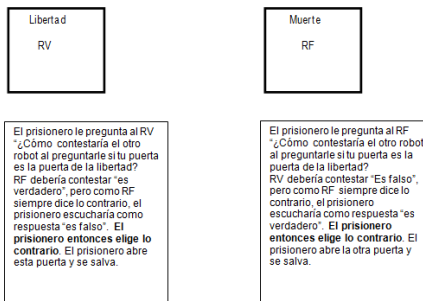 Libertad
RV
Muerte
RF
El prisionero le pregunta al RV
"¿Cómo contestaría el otro
robot al preguntarle si tu puerta
es la puerta de la libertad?
RF debería contestar "es
verdadero", pero como RF
siempre dice lo contrario, el
prisionero escucharía como
respuesta "es falso". El
prisionero entonces elige lo
contrario. El prisionero abre
esta puerta y se salva.
El prisionero le pregunta al RF
"¿Cómo contestaría el otro robot
al preguntarle si tu puerta es la
puerta de la libertad?
RV debería contestar "Es falso",
pero como RF siempre dice lo
contrario, el prisionero
escucharía como respuesta "es
verdadero". El prisionero
entonces elige lo contrario. El
prisionero abre la otra puerta y
se salva.